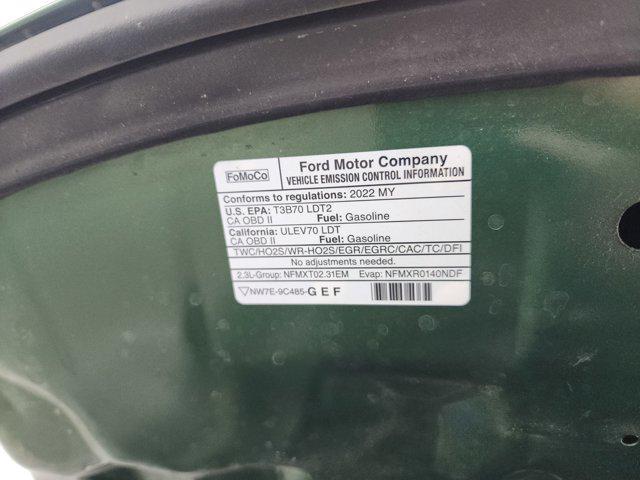 FoMoCo
Ford Motor Company
VEHICLE EMISSION CONTROL INFORMATION
Conforms to regulations: 2022 MY
U.S. EPA: T3B70 LDT2
CA OBD II Fuel: Gasoline
California: ULEV70 LDT
CA OBD II Fuel: Gasoline
TWC/HO2S/WR-HO2S/EGR/EGRC/CAC/TC/DFI
No adjustments needed.
2.3L-Group: NFMXT02.31EM Evap: NFMXR0140NDF
NW7E-9C485-GEF